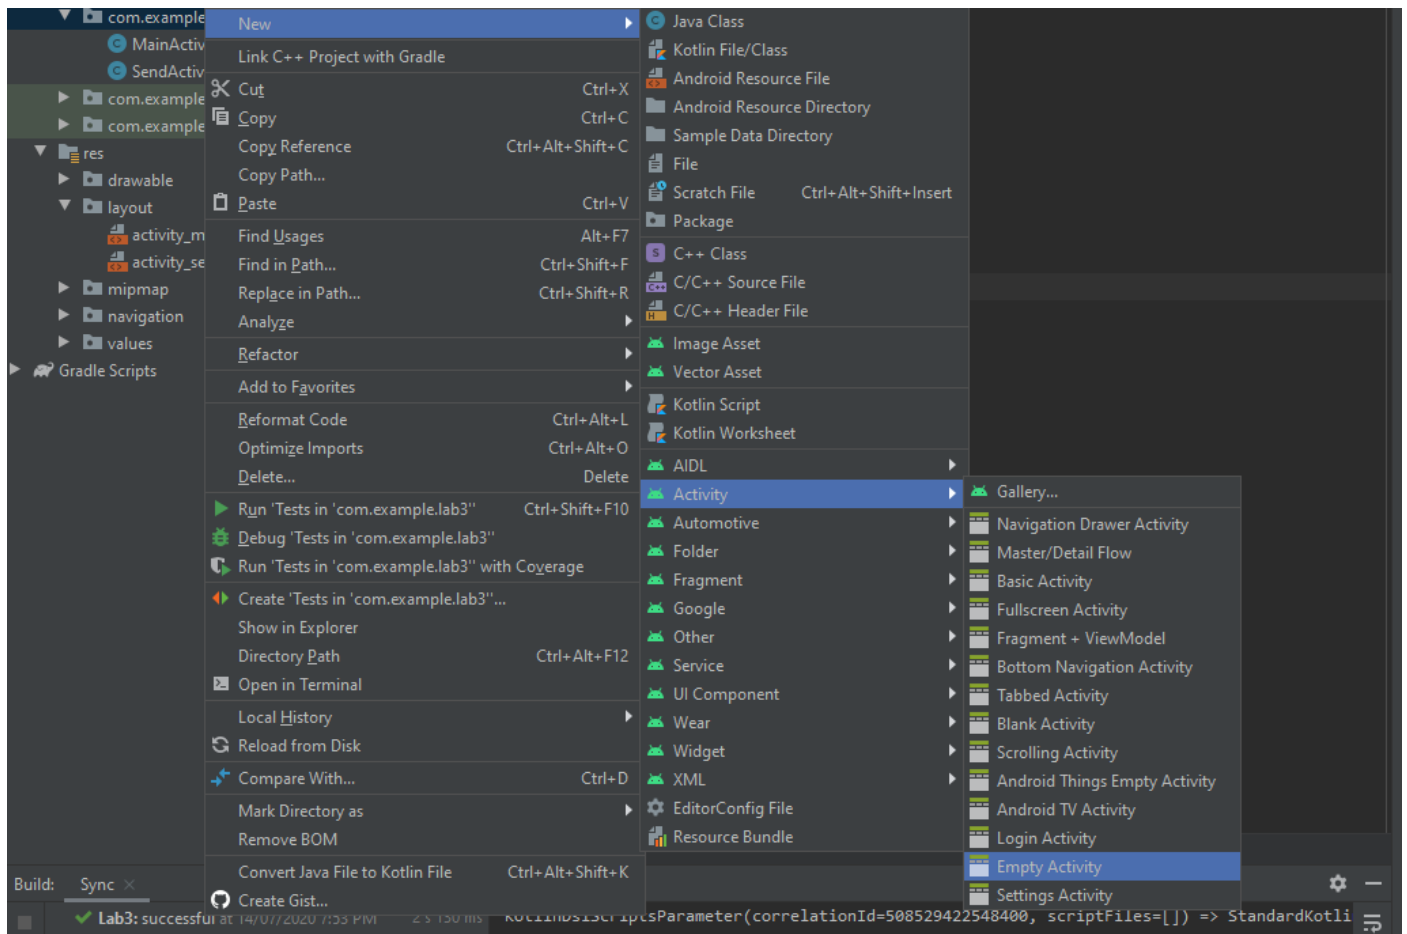 com.example
MainActiv
SendActiv
com.example
com.example
res
drawable
layout
activity_m
activity_se
mipmap
navigation
values
Gradle Scripts
New
Link C++ Project with Gradle
Cut Ctrl+X
Copy Ctrl+C
Copy Reference Ctrl+Alt+Shift+C
Copy Path...
Paste Ctrl+V
Find Usages Alt+F7
Find in Path... Ctrl+Shift+F
Replace in Path... Ctrl+Shift+R
Analyze
Refactor
Add to Favorites
Reformat Code Ctrl+Alt+L
Optimize Imports Ctrl+Alt+O
Delete... Delete
Run 'Tests in 'com.example.lab3'' Ctrl+Shift+F10
Debug 'Tests in 'com.example.lab3''
Run 'Tests in 'com.example.lab3'' with Coverage
Create 'Tests in 'com.example.lab3''...
Show in Explorer
Directory Path Ctrl+Alt+F12
Open in Terminal
Local History
Reload from Disk
Compare With... Ctrl+D
Mark Directory as
Remove BOM
Convert Java File to Kotlin File Ctrl+Alt+Shift+K
Create Gist...
Java Class
Kotlin File/Class
Android Resource File
Android Resource Directory
Sample Data Directory
File
Scratch File Ctrl+Alt+Shift+Insert
Package
S C++ Class
C++ C/C++ Source File
H C/C++ Header File
Image Asset
Vector Asset
Kotlin Script
Kotlin Worksheet
AIDL
Activity
Automotive
Folder
Fragment
Google
Other
Service
UI Component
Wear
Widget
XML
EditorConfig File
Resource Bundle
Gallery...
Navigation Drawer Activity
Master/Detail Flow
Basic Activity
Fullscreen Activity
Fragment + ViewModel
Bottom Navigation Activity
Tabbed Activity
Blank Activity
Scrolling Activity
Android Things Empty Activity
Android TV Activity
Login Activity
Empty Activity
Settings Activity
Build: Sync
Lab3: successful at 14/07/2020 7:53 PM 2 s 130 ms
KotlinDslScriptsParameter(correlationId=508529422548400, scriptFiles=[]) => StandardKotli